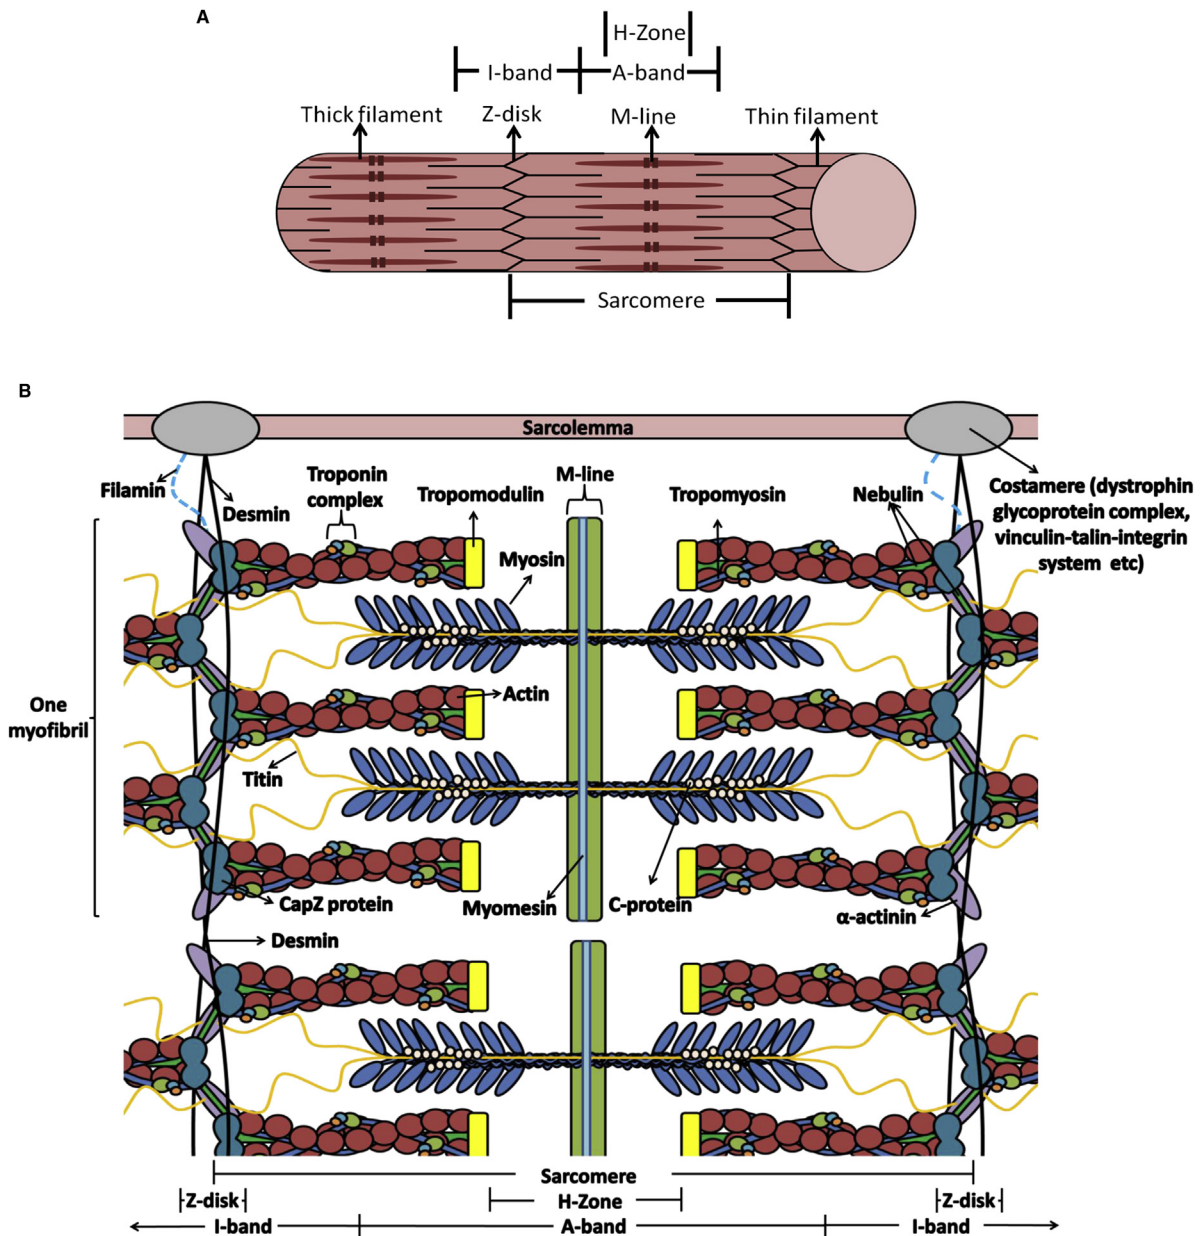 A
H-Zone
I-band
A-band
Thick filament
Z-disk
M-line
Thin filament
Sarcomere
B
Sarcolemma
Filamin
Desmin
Troponin
complex
Tropomodulin
M-line
Tropomyosin
Nebulin
Costamere (dystrophin
glycoprotein complex,
vinculin-talin-integrin
system etc)
Myosin
One
myofibril
Actin
Titin
CapZ protein
Myomesin
C-protein
α-actinin
Desmin
Sarcomere
Z-disk
H-Zone
Z-disk
I-band
A-band
I-band